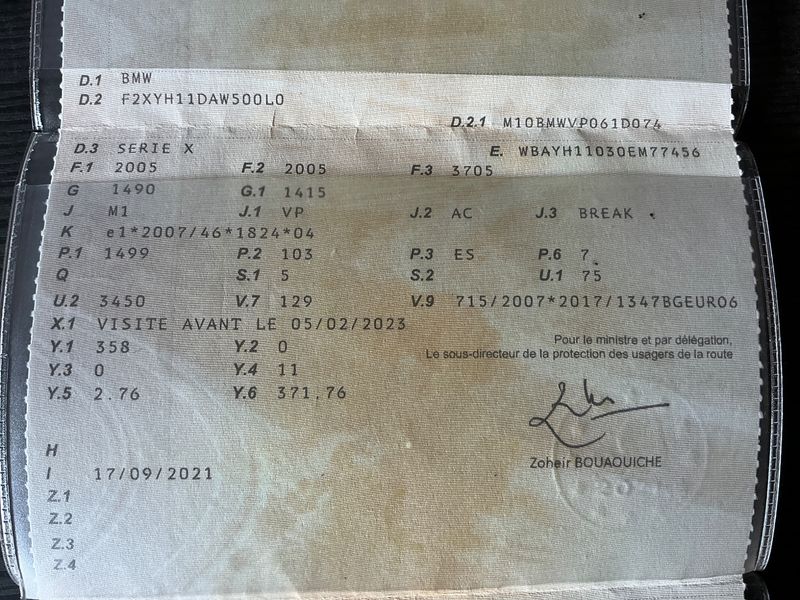 D.1 BMW
D.2 F2XYH11DAW500L0
D.2.1 M10BMWVP061D074
D.3 SERIE X
E. WBAYH11030EM77456
F.1 2005 F.2 2005 F.3 3705
G 1490 G.1 1415
J M1 J.1 VP J.2 AC J.3 BREAK
K e1*2007/46*1824*04
P.1 1499 P.2 103 P.3 ES P.6 7
Q S.1 5 S.2 U.1 75
U.2 3450 V.7 129 V.9 715/2007*2017/1347BGEURO6
X.1 VISITE AVANT LE 05/02/2023
Y.1 358 Y.2 0
Pour le ministre et par délégation,
Le sous-directeur de la protection des usagers de la route
Y.3 0 Y.4 11
Y.5 2.76 Y.6 371.76
H
Zoheir BOUAOUICHE
I 17/09/2021
Z.1
Z.2
Z.3
Z.4